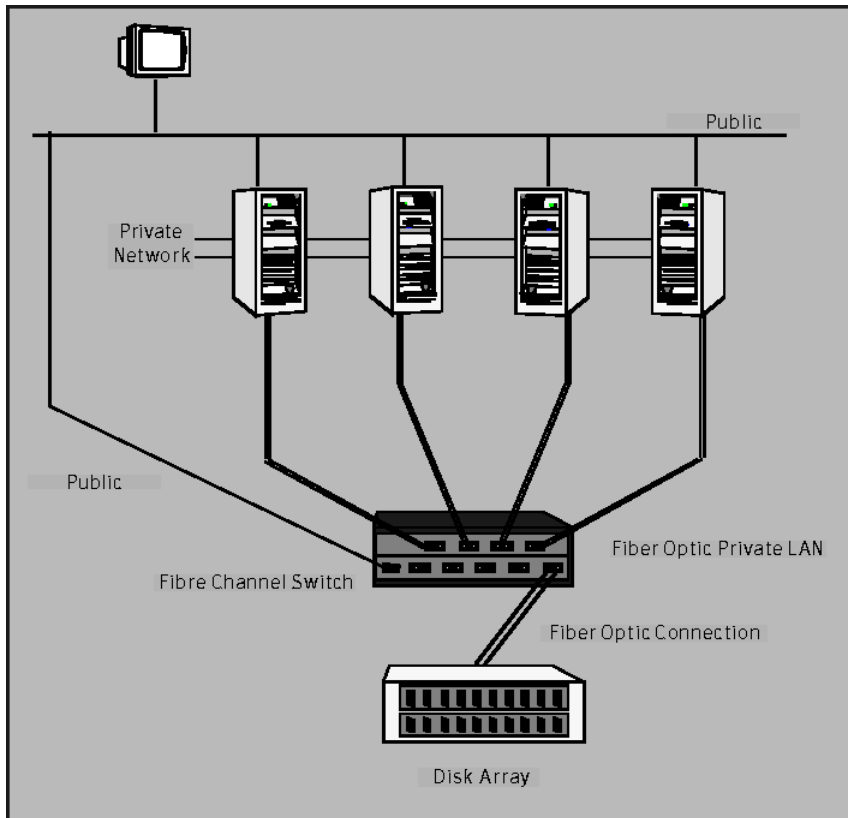 Public
Private
Network
Public
Fiber Optic Private LAN
Fibre Channel Switch
Fiber Optic Connection
Disk Array